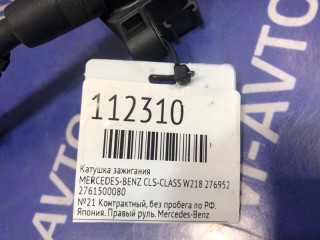 112310
Катушка зажигания
MERCEDES-BENZ CLS-CLASS W218 276952
2761500080
№21 Контрактный, без пробега по РФ.
Япония. Правый руль. Mercedes-Benz